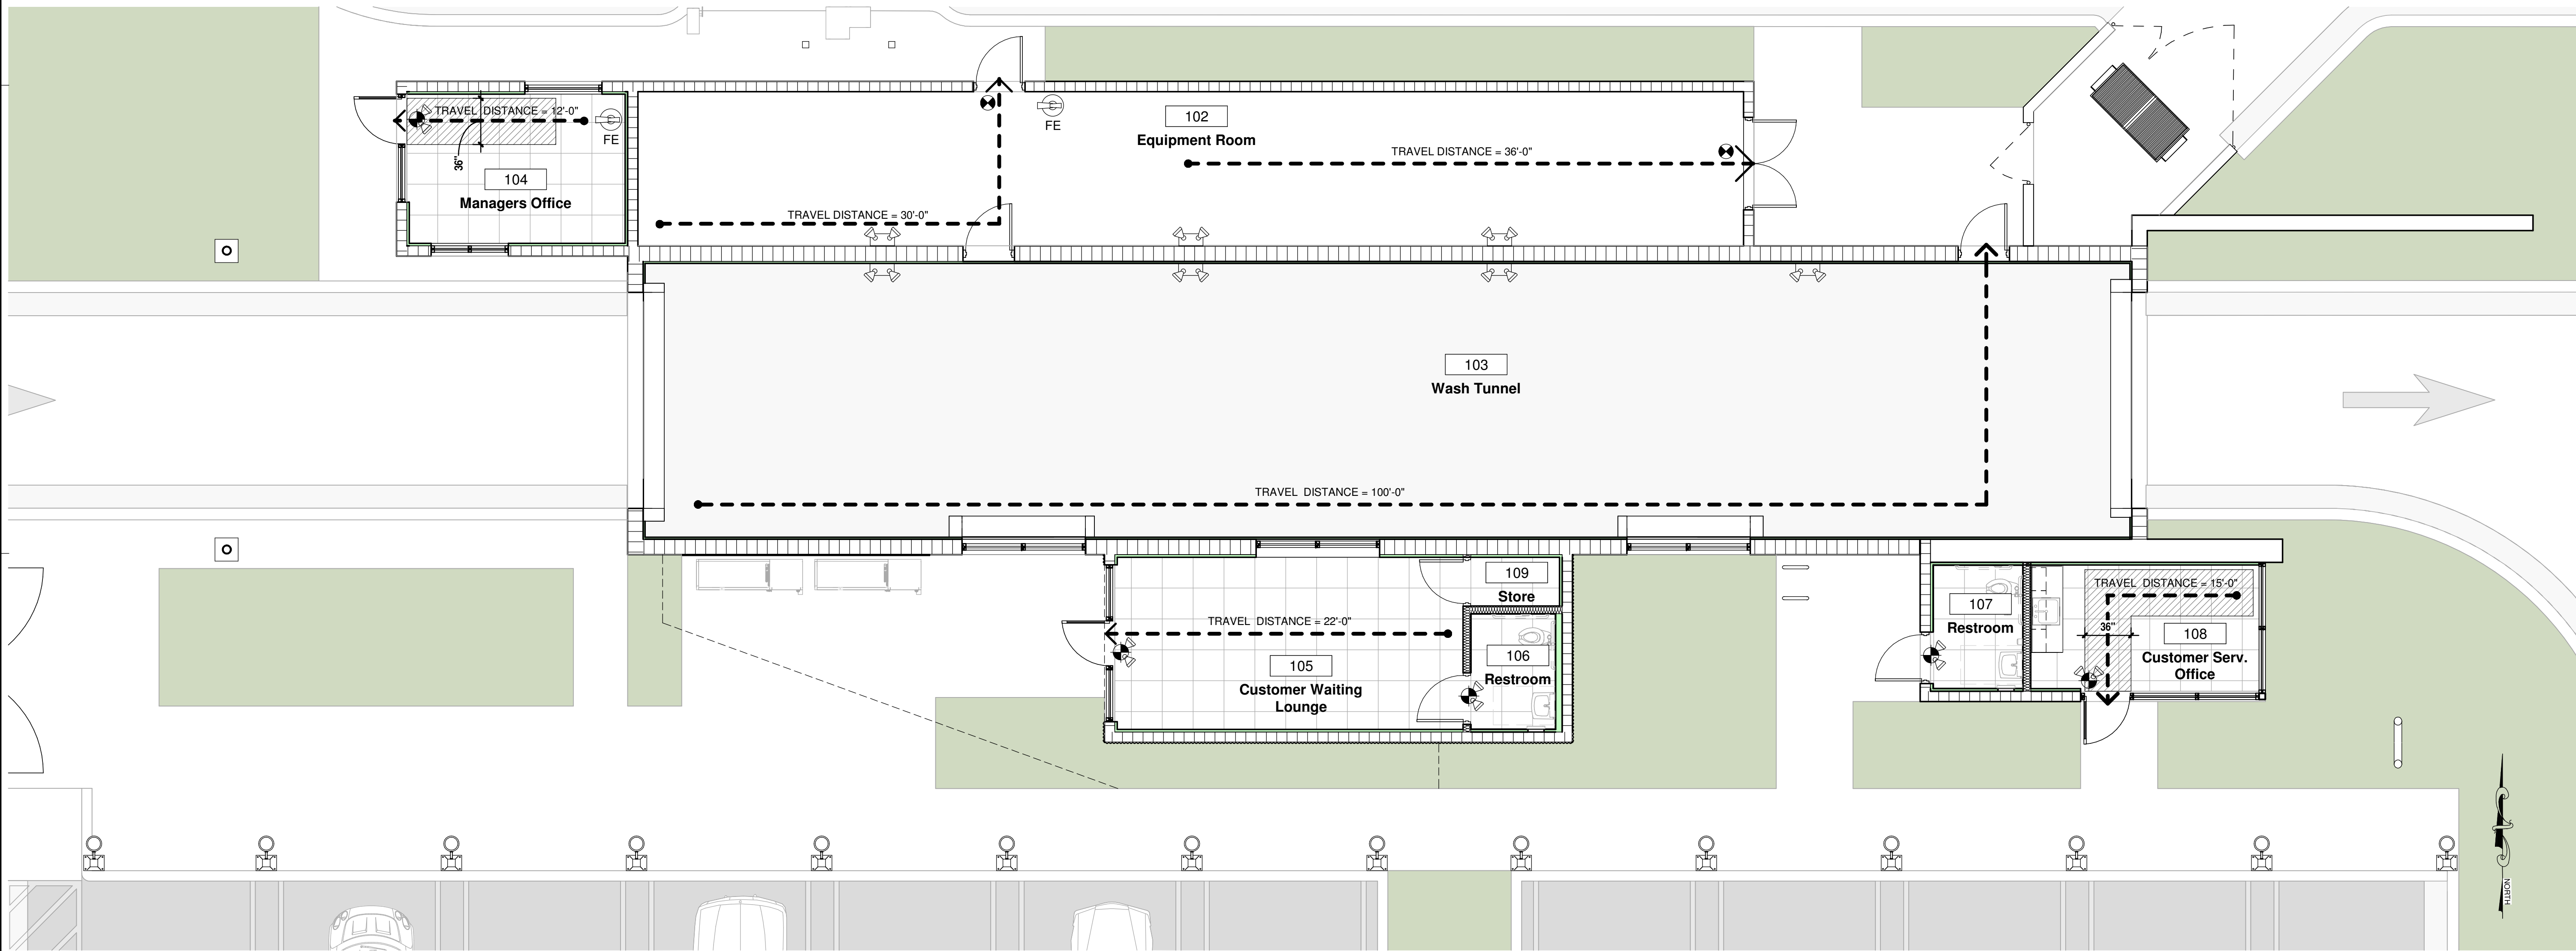 TRAVEL DISTANCE = 12'-0"
FE
36"
104
Managers Office
FE
102
Equipment Room
TRAVEL DISTANCE = 36'-0"
TRAVEL DISTANCE = 30'-0"
103
Wash Tunnel
TRAVEL DISTANCE = 100'-0"
109
Store
TRAVEL DISTANCE = 22'-0"
105
Customer Waiting
Lounge
106
Restroom
107
Restroom
TRAVEL DISTANCE = 15'-0"
36"
108
Customer Serv.
Office
NORTH